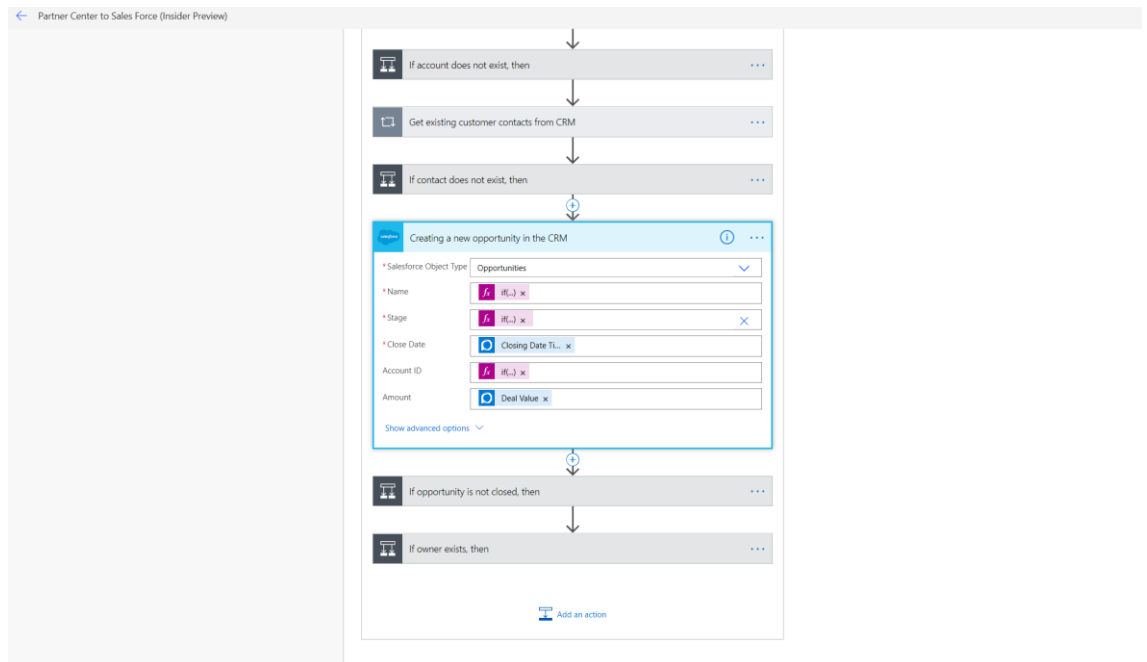 Partner Center to Sales Force (Insider Preview)
If account does not exist, then
Get existing customer contacts from CRM
If contact does not exist, then
Creating a new opportunity in the CRM
* Salesforce Object Type Opportunities
* Name fx if(...) ×
* Stage fx if(...) ×
* Close Date Closing Date Ti... ×
Account ID fx if(...) ×
Amount Deal Value ×
Show advanced options
If opportunity is not closed, then
If owner exists, then
Add an action